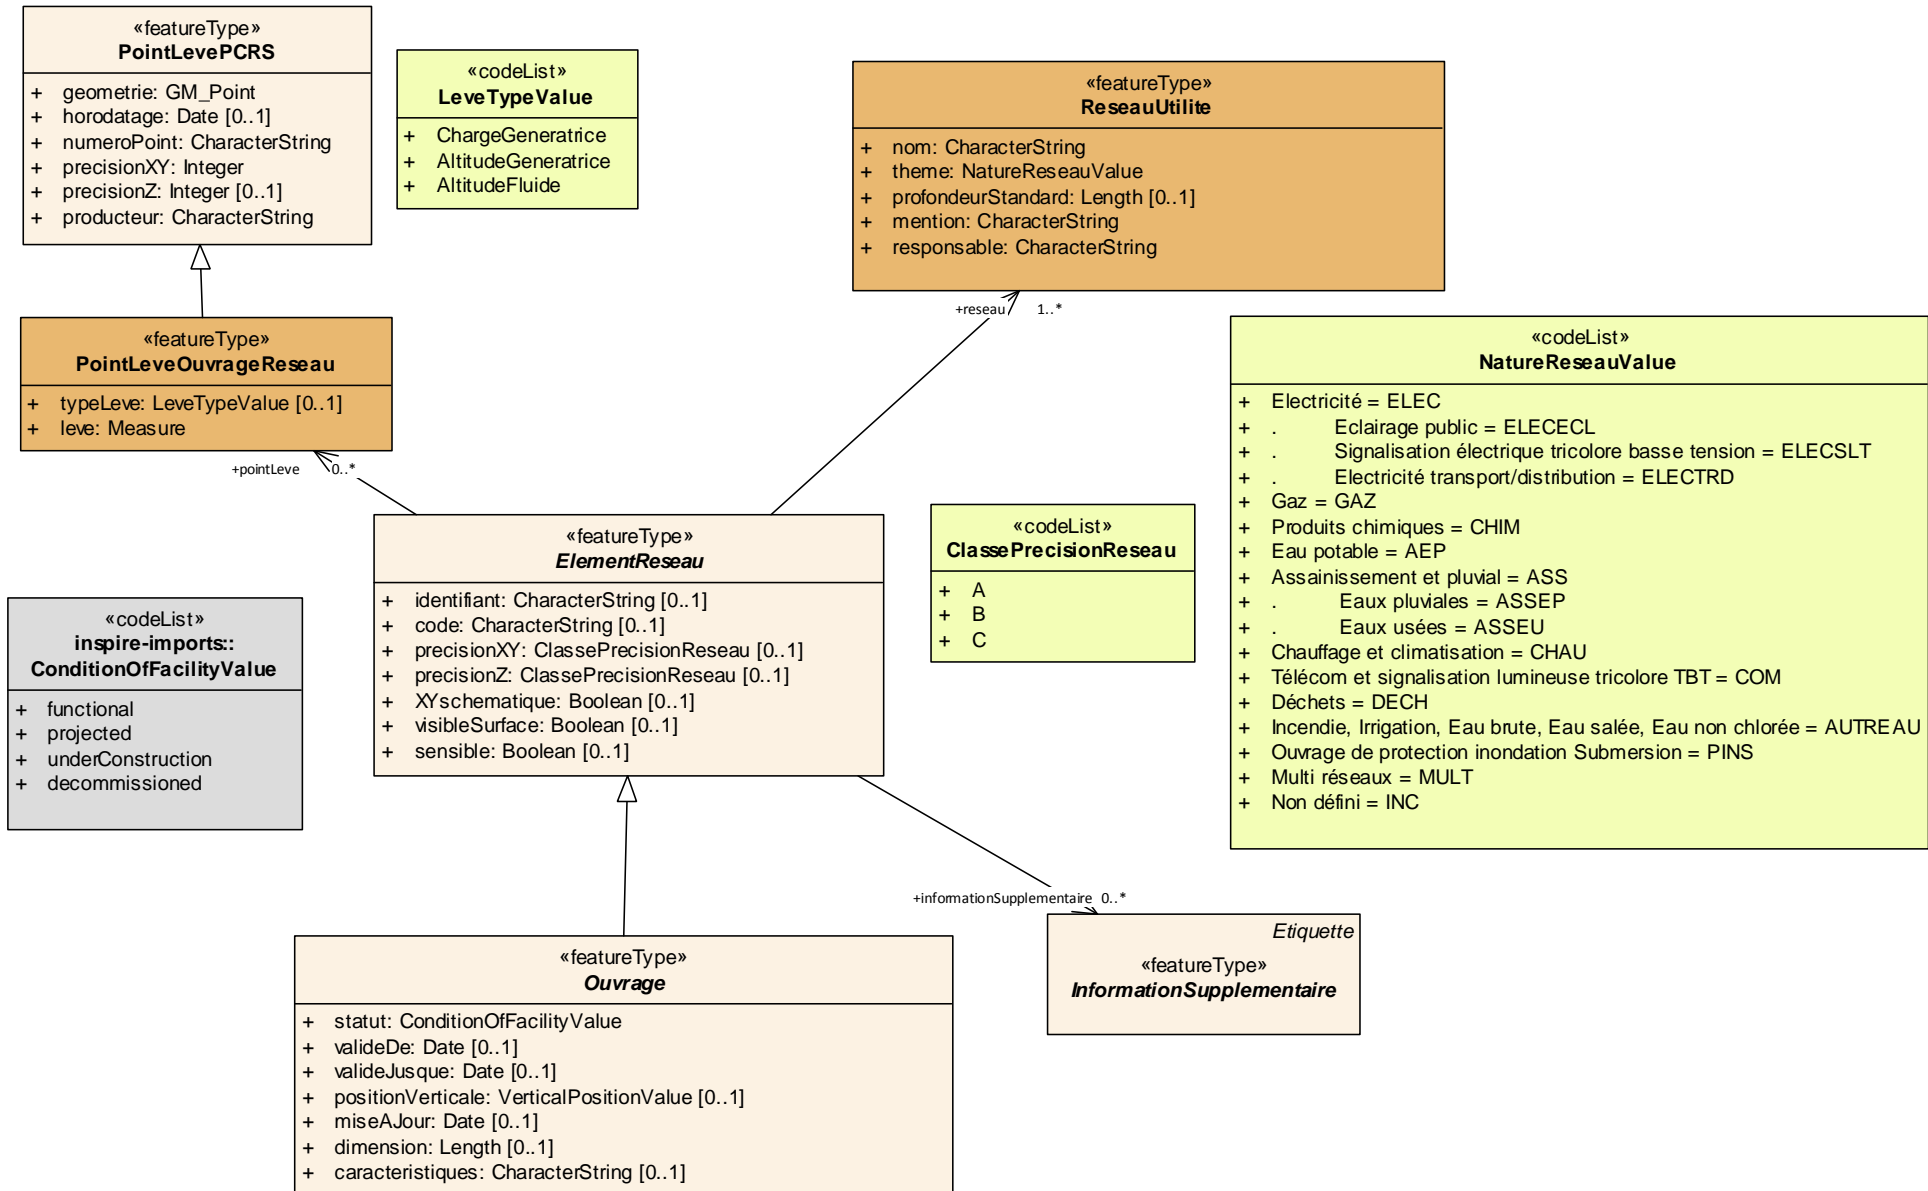 «featureType»
PointLevePCRS
+ geometrie: GM_Point
+ horodatage: Date [0..1]
+ numeroPoint: CharacterString
+ precisionXY: Integer
+ precisionZ: Integer [0..1]
+ producteur: CharacterString
«codeList»
LeveTypeValue
+ ChargeGeneratrice
+ AltitudeGeneratrice
+ AltitudeFluide
«featureType»
ReseauUtilite
+ nom: CharacterString
+ theme: NatureReseauValue
+ profondeurStandard: Length [0..1]
+ mention: CharacterString
+ responsable: CharacterString
+reseau 1..*
«featureType»
PointLeveOuvrageReseau
+ typeLeve: LeveTypeValue [0..1]
+ leve: Measure
+pointLeve 0..*
«codeList»
NatureReseauValue
+ Electricité = ELEC
+ . Eclairage public = ELECECL
+ . Signalisation électrique tricolore basse tension = ELECSLT
+ . Electricité transport/distribution = ELECTRD
+ Gaz = GAZ
+ Produits chimiques = CHIM
+ Eau potable = AEP
+ Assainissement et pluvial = ASS
+ . Eaux pluviales = ASSEP
+ . Eaux usées = ASSEU
+ Chauffage et climatisation = CHAU
+ Télécom et signalisation lumineuse tricolore TBT = COM
+ Déchets = DECH
+ Incendie, Irrigation, Eau brute, Eau salée, Eau non chlorée = AUTREAU
+ Ouvrage de protection inondation Submersion = PINS
+ Multi réseaux = MULT
+ Non défini = INC
«featureType»
ElementReseau
+ identifiant: CharacterString [0..1]
+ code: CharacterString [0..1]
+ precisionXY: ClassePrecisionReseau [0..1]
+ precisionZ: ClassePrecisionReseau [0..1]
+ XYschematique: Boolean [0..1]
+ visibleSurface: Boolean [0..1]
+ sensible: Boolean [0..1]
«codeList»
ClassePrecisionReseau
+ A
+ B
+ C
«codeList»
inspire-imports::
ConditionOfFacilityValue
+ functional
+ projected
+ underConstruction
+ decommissioned
+informationSupplementaire 0..*
Etiquette
«featureType»
InformationSupplementaire
«featureType»
Ouvrage
+ statut: ConditionOfFacilityValue
+ valideDe: Date [0..1]
+ valideJusque: Date [0..1]
+ positionVerticale: VerticalPositionValue [0..1]
+ miseAJour: Date [0..1]
+ dimension: Length [0..1]
+ caracteristiques: CharacterString [0..1]